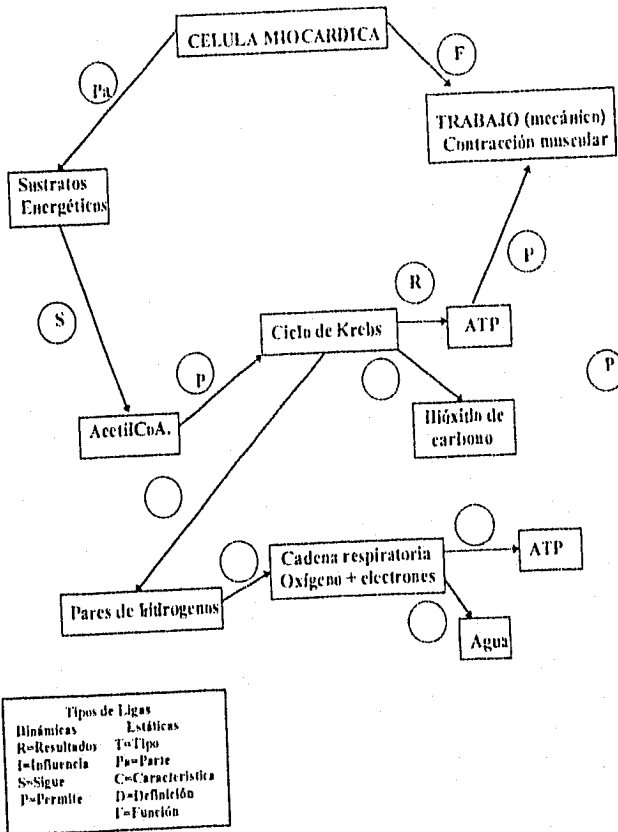 CELULA MIOCARDICA
F
Pa
TRABAJO (mecánico)
Contracción muscular
Sustratos
Energéticos
P
R
S
Ciclo de Krebs
ATP
P
P
AcetilCoA.
Dióxido de
carbono
Cadena respiratoria
Oxígeno + electrones
ATP
Pares de hidrogenos
Agua
Tipos de Ligas
Dinámicas Estáticas
R=Resultados T=Tipo
I=Influencia Pa=Parte
S=Sigue C=Característica
P=Permite D=Definición
F=Función